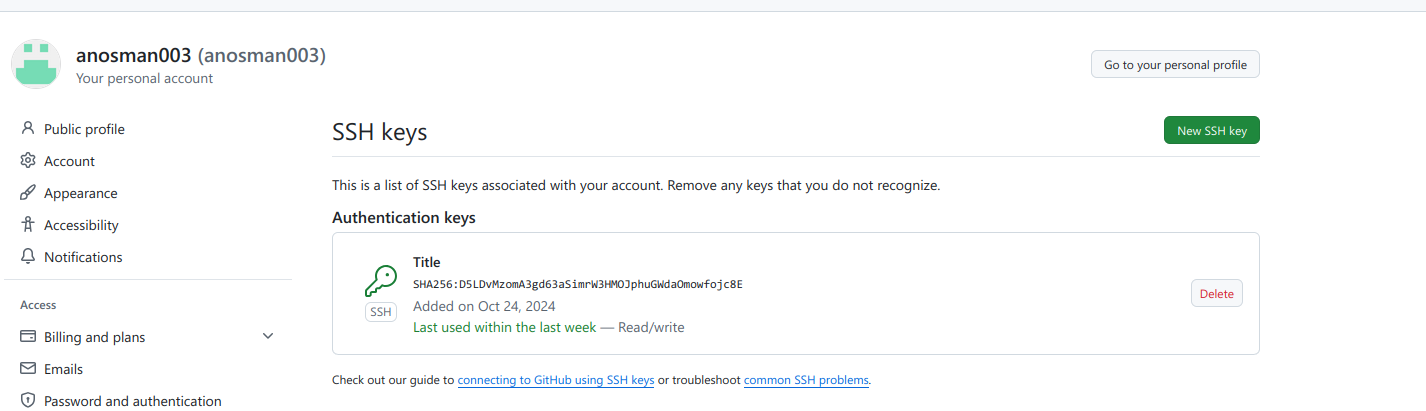 anosman003 (anosman003)
Your personal account
Go to your personal profile
Public profile
Account
Appearance
Accessibility
Notifications
Access
Billing and plans
Emails
Password and authentication
SSH keys
New SSH key
This is a list of SSH keys associated with your account. Remove any keys that you do not recognize.
Authentication keys
Title
SHA256:D5LDvMzomA3gd63aSimrW3HMOJphuGWdaOmowfojc8E
SSH
Added on Oct 24, 2024
Last used within the last week — Read/write
Delete
Check out our guide to connecting to GitHub using SSH keys or troubleshoot common SSH problems.